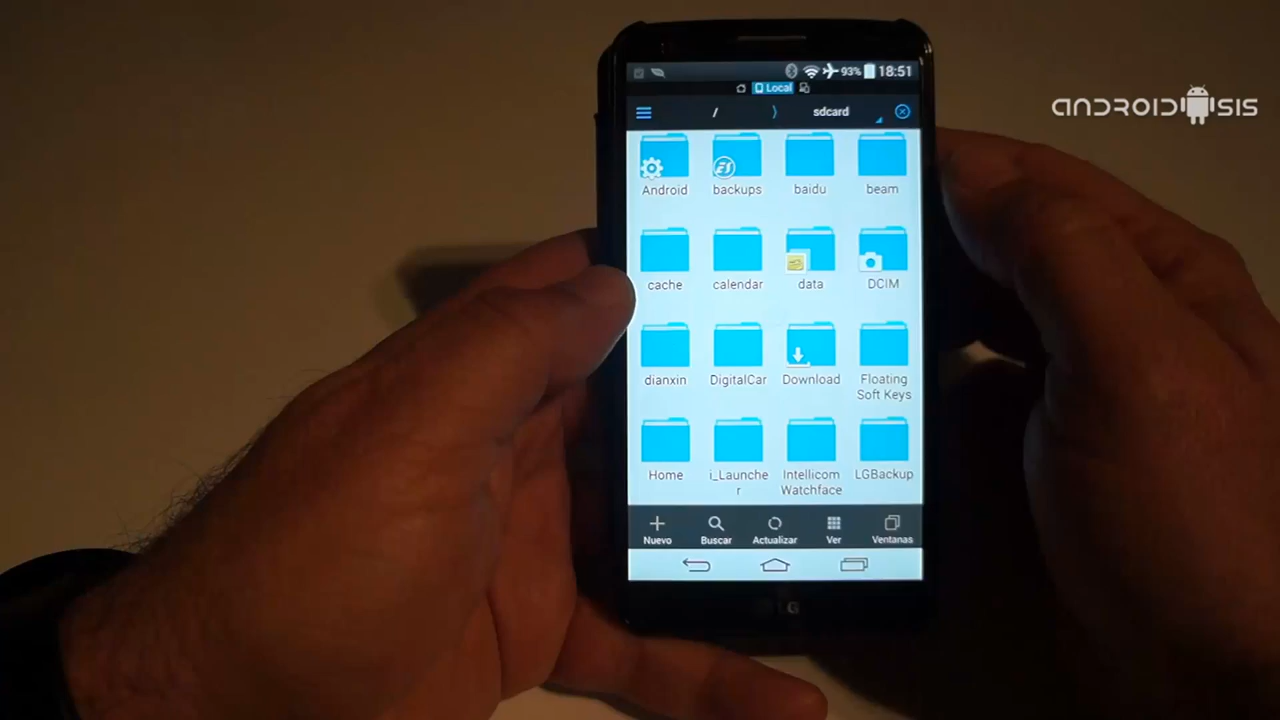 93% 18:51
Local
/ sdcard
Android backups baidu beam
cache calendar data DCIM
dianxin DigitalCar Download Floating
Soft Keys
Home i_Launche Intellicom LGBackup
r Watchface
Nuevo Buscar Actualizar Ver Ventanas
LG
ANDROIDSIS